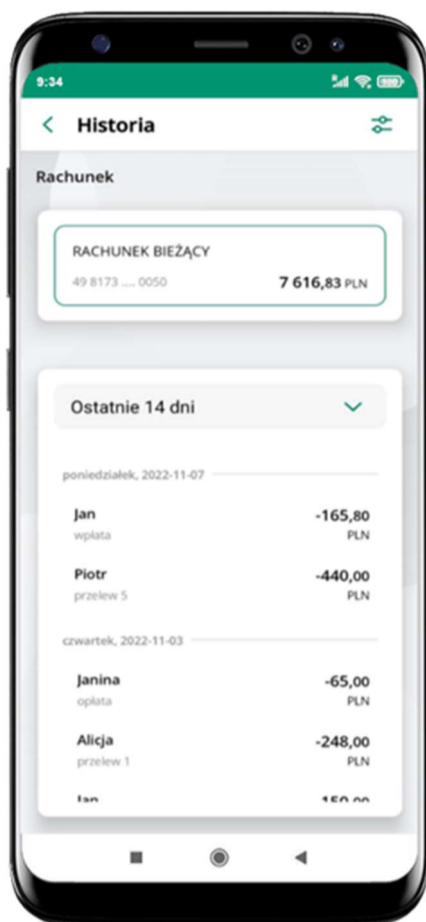 9:34
Historia
Rachunek
RACHUNEK BIEŻĄCY
49 8173 .... 0050
7 616,83 PLN
Ostatnie 14 dni
poniedziałek, 2022-11-07
Jan
-165,80
wpłata
PLN
Piotr
-440,00
przelew 5
PLN
czwartek, 2022-11-03
Janina
-65,00
opłata
PLN
Alicja
-248,00
przelew 1
PLN
Jan